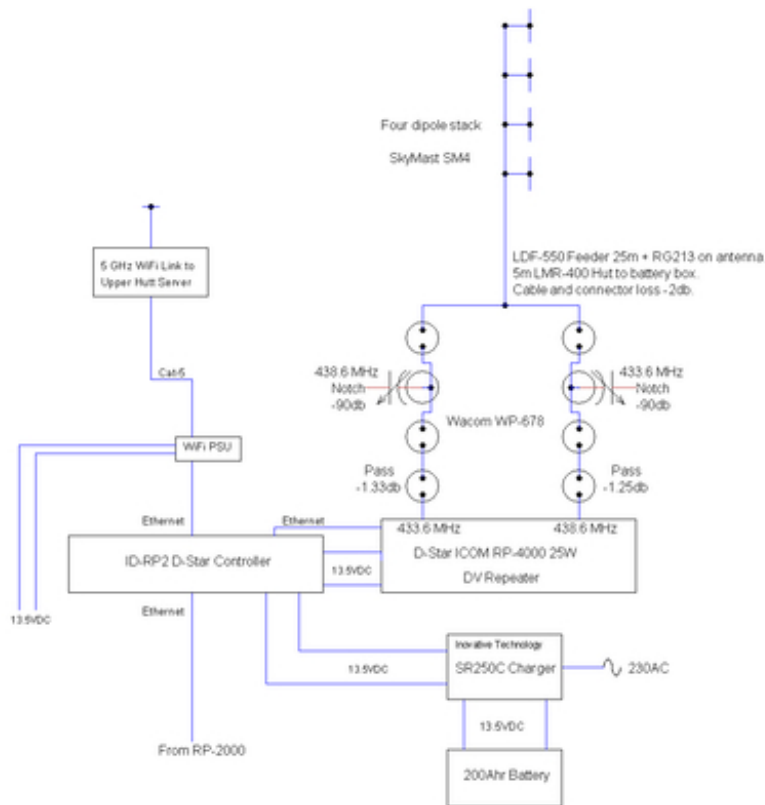 Four dipole stack
SkyMast SM4
LDF-550 Feeder 25m + RG213 on antenna
5m LMR-400 Hut to battery box.
Cable and connector loss -2db.
5 GHz WiFi Link to
Upper Hutt Server
Cat-5
438.6 MHz
Notch
-90db
433.6 MHz
Notch
-90db
Wacom WP-678
WiFi PSU
Pass
-1.33db
Pass
-1.25db
Ethernet
Ethernet
433.6 MHz
438.6 MHz
D-Star ICOM RP-4000 25W
DV Repeater
ID-RP2 D-Star Controller
13.5VDC
Ethernet
13.5VDC
Inovative Technology
SR250C Charger
230AC
13.5VDC
13.5VDC
From RP-2000
200Ahr Battery